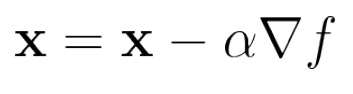 𝐱 = 𝐱 − α∇f